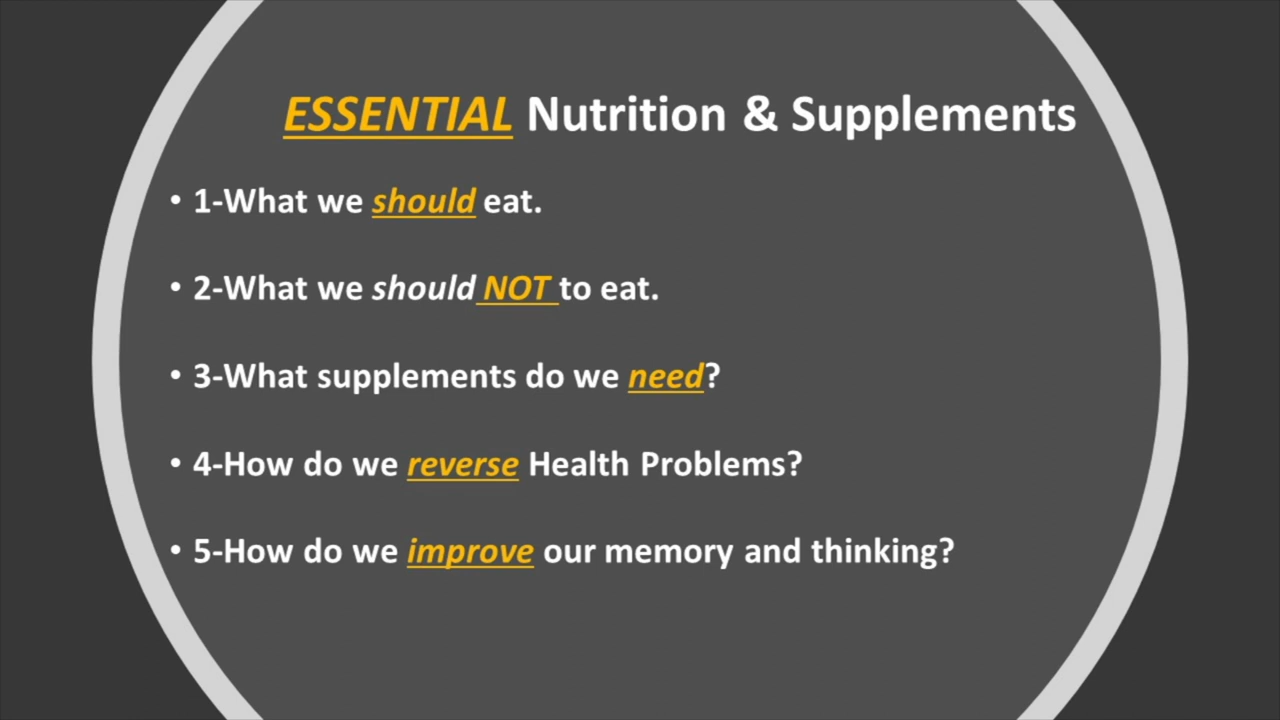 ESSENTIAL Nutrition & Supplements
• 1-What we should eat.
• 2-What we should NOT to eat.
• 3-What supplements do we need?
• 4-How do we reverse Health Problems?
• 5-How do we improve our memory and thinking?